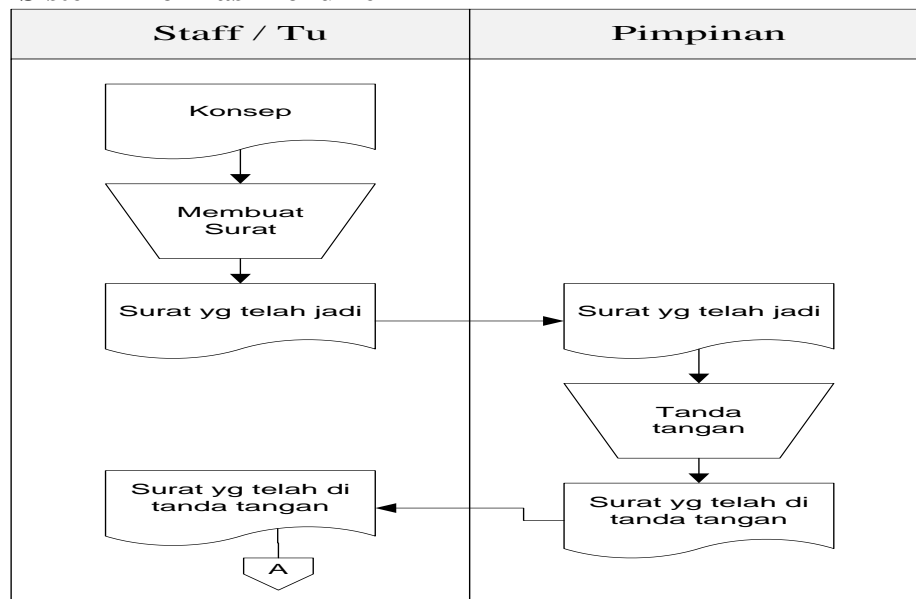 Staff / Tu
Pimpinan
Konsep
Membuat
Surat
Surat yg telah jadi
Surat yg telah jadi
Tanda
tangan
Surat yg telah di
tanda tangan
Surat yg telah di
tanda tangan
A